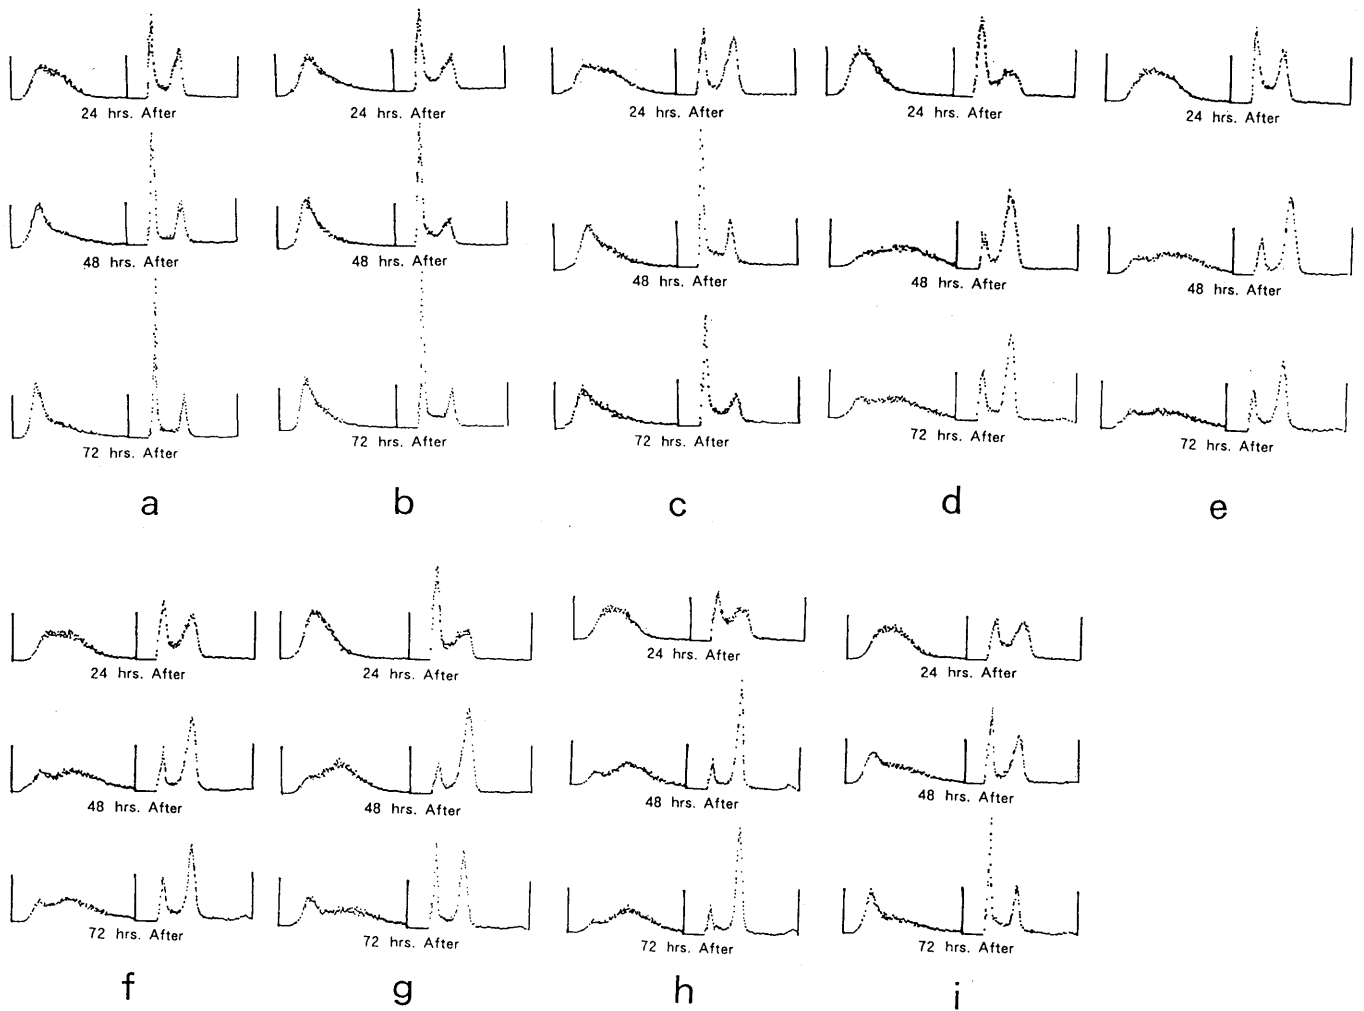 24 hrs. After
24 hrs. After
24 hrs. After
24 hrs. After
24 hrs. After
48 hrs. After
48 hrs. After
48 hrs. After
48 hrs. After
48 hrs. After
72 hrs. After
72 hrs. After
72 hrs. After
72 hrs. After
72 hrs. After
a
b
c
d
e
24 hrs. After
24 hrs. After
24 hrs. After
24 hrs. After
48 hrs. After
48 hrs. After
48 hrs. After
48 hrs. After
72 hrs. After
72 hrs. After
72 hrs. After
72 hrs. After
f
g
h
i